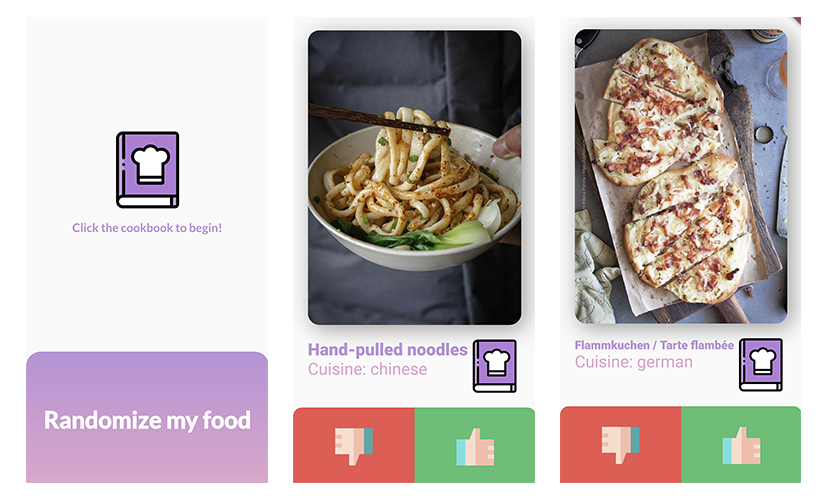 Click the cookbook to begin!
Randomize my food
Hand-pulled noodles
Cuisine: chinese
Flammkuchen / Tarte flambée
Cuisine: german